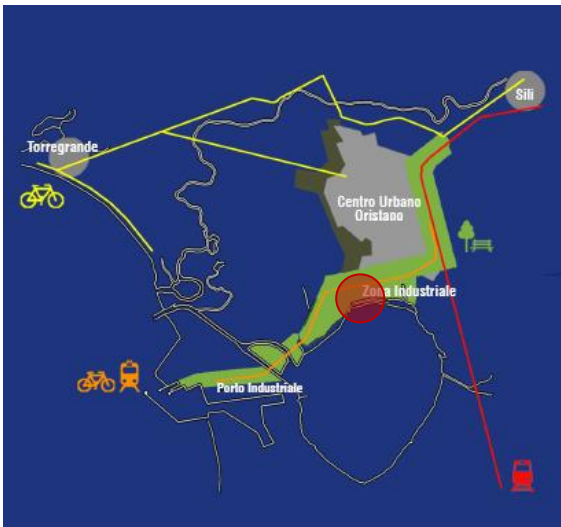 Sili
Torregrande
Centro Urbano
Oristano
Zona Industriale
Porto Industriale